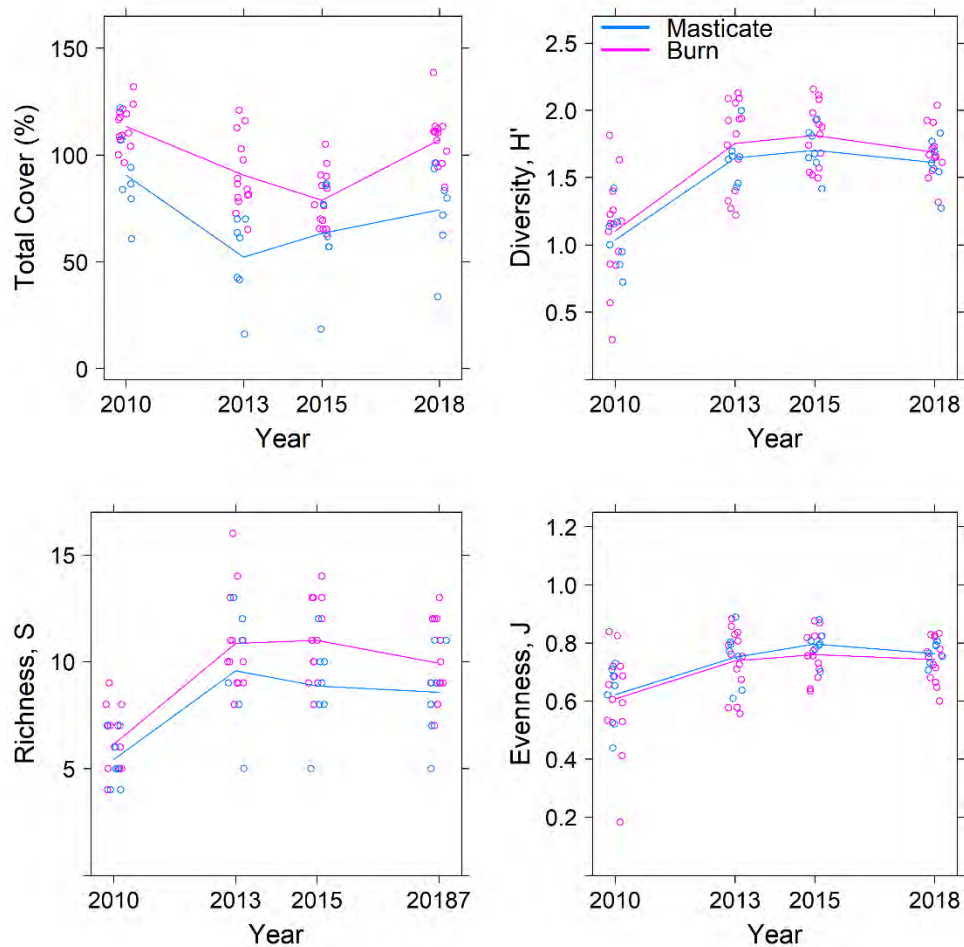 Total Cover (%)
150
100
50
0
2010 2013 2015 2018
Year
Masticate
Burn
Diversity, H'
2.5
2.0
1.5
1.0
0.5
2010 2013 2015 2018
Year
Richness, S
15
10
5
2010 2013 2015 20187
Year
Evenness, J
1.2
1.0
0.8
0.6
0.4
0.2
2010 2013 2015 2018
Year